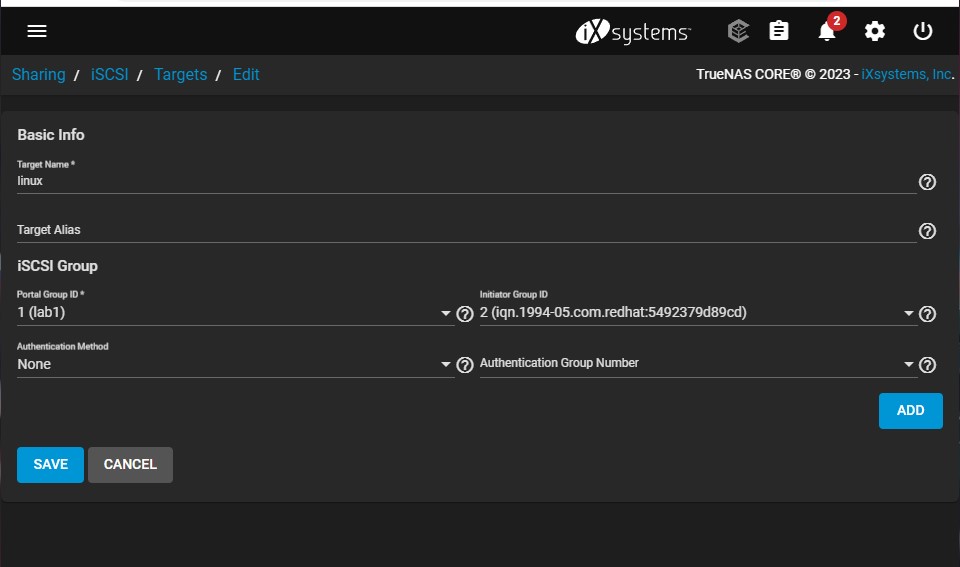 iXsystems™
2
Sharing / iSCSI / Targets / Edit
TrueNAS CORE® © 2023 - iXsystems, Inc.
Basic Info
Target Name *
linux
Target Alias
iSCSI Group
Portal Group ID *
1 (lab1)
Initiator Group ID
2 (iqn.1994-05.com.redhat:5492379d89cd)
Authentication Method
None
Authentication Group Number
ADD
SAVE CANCEL